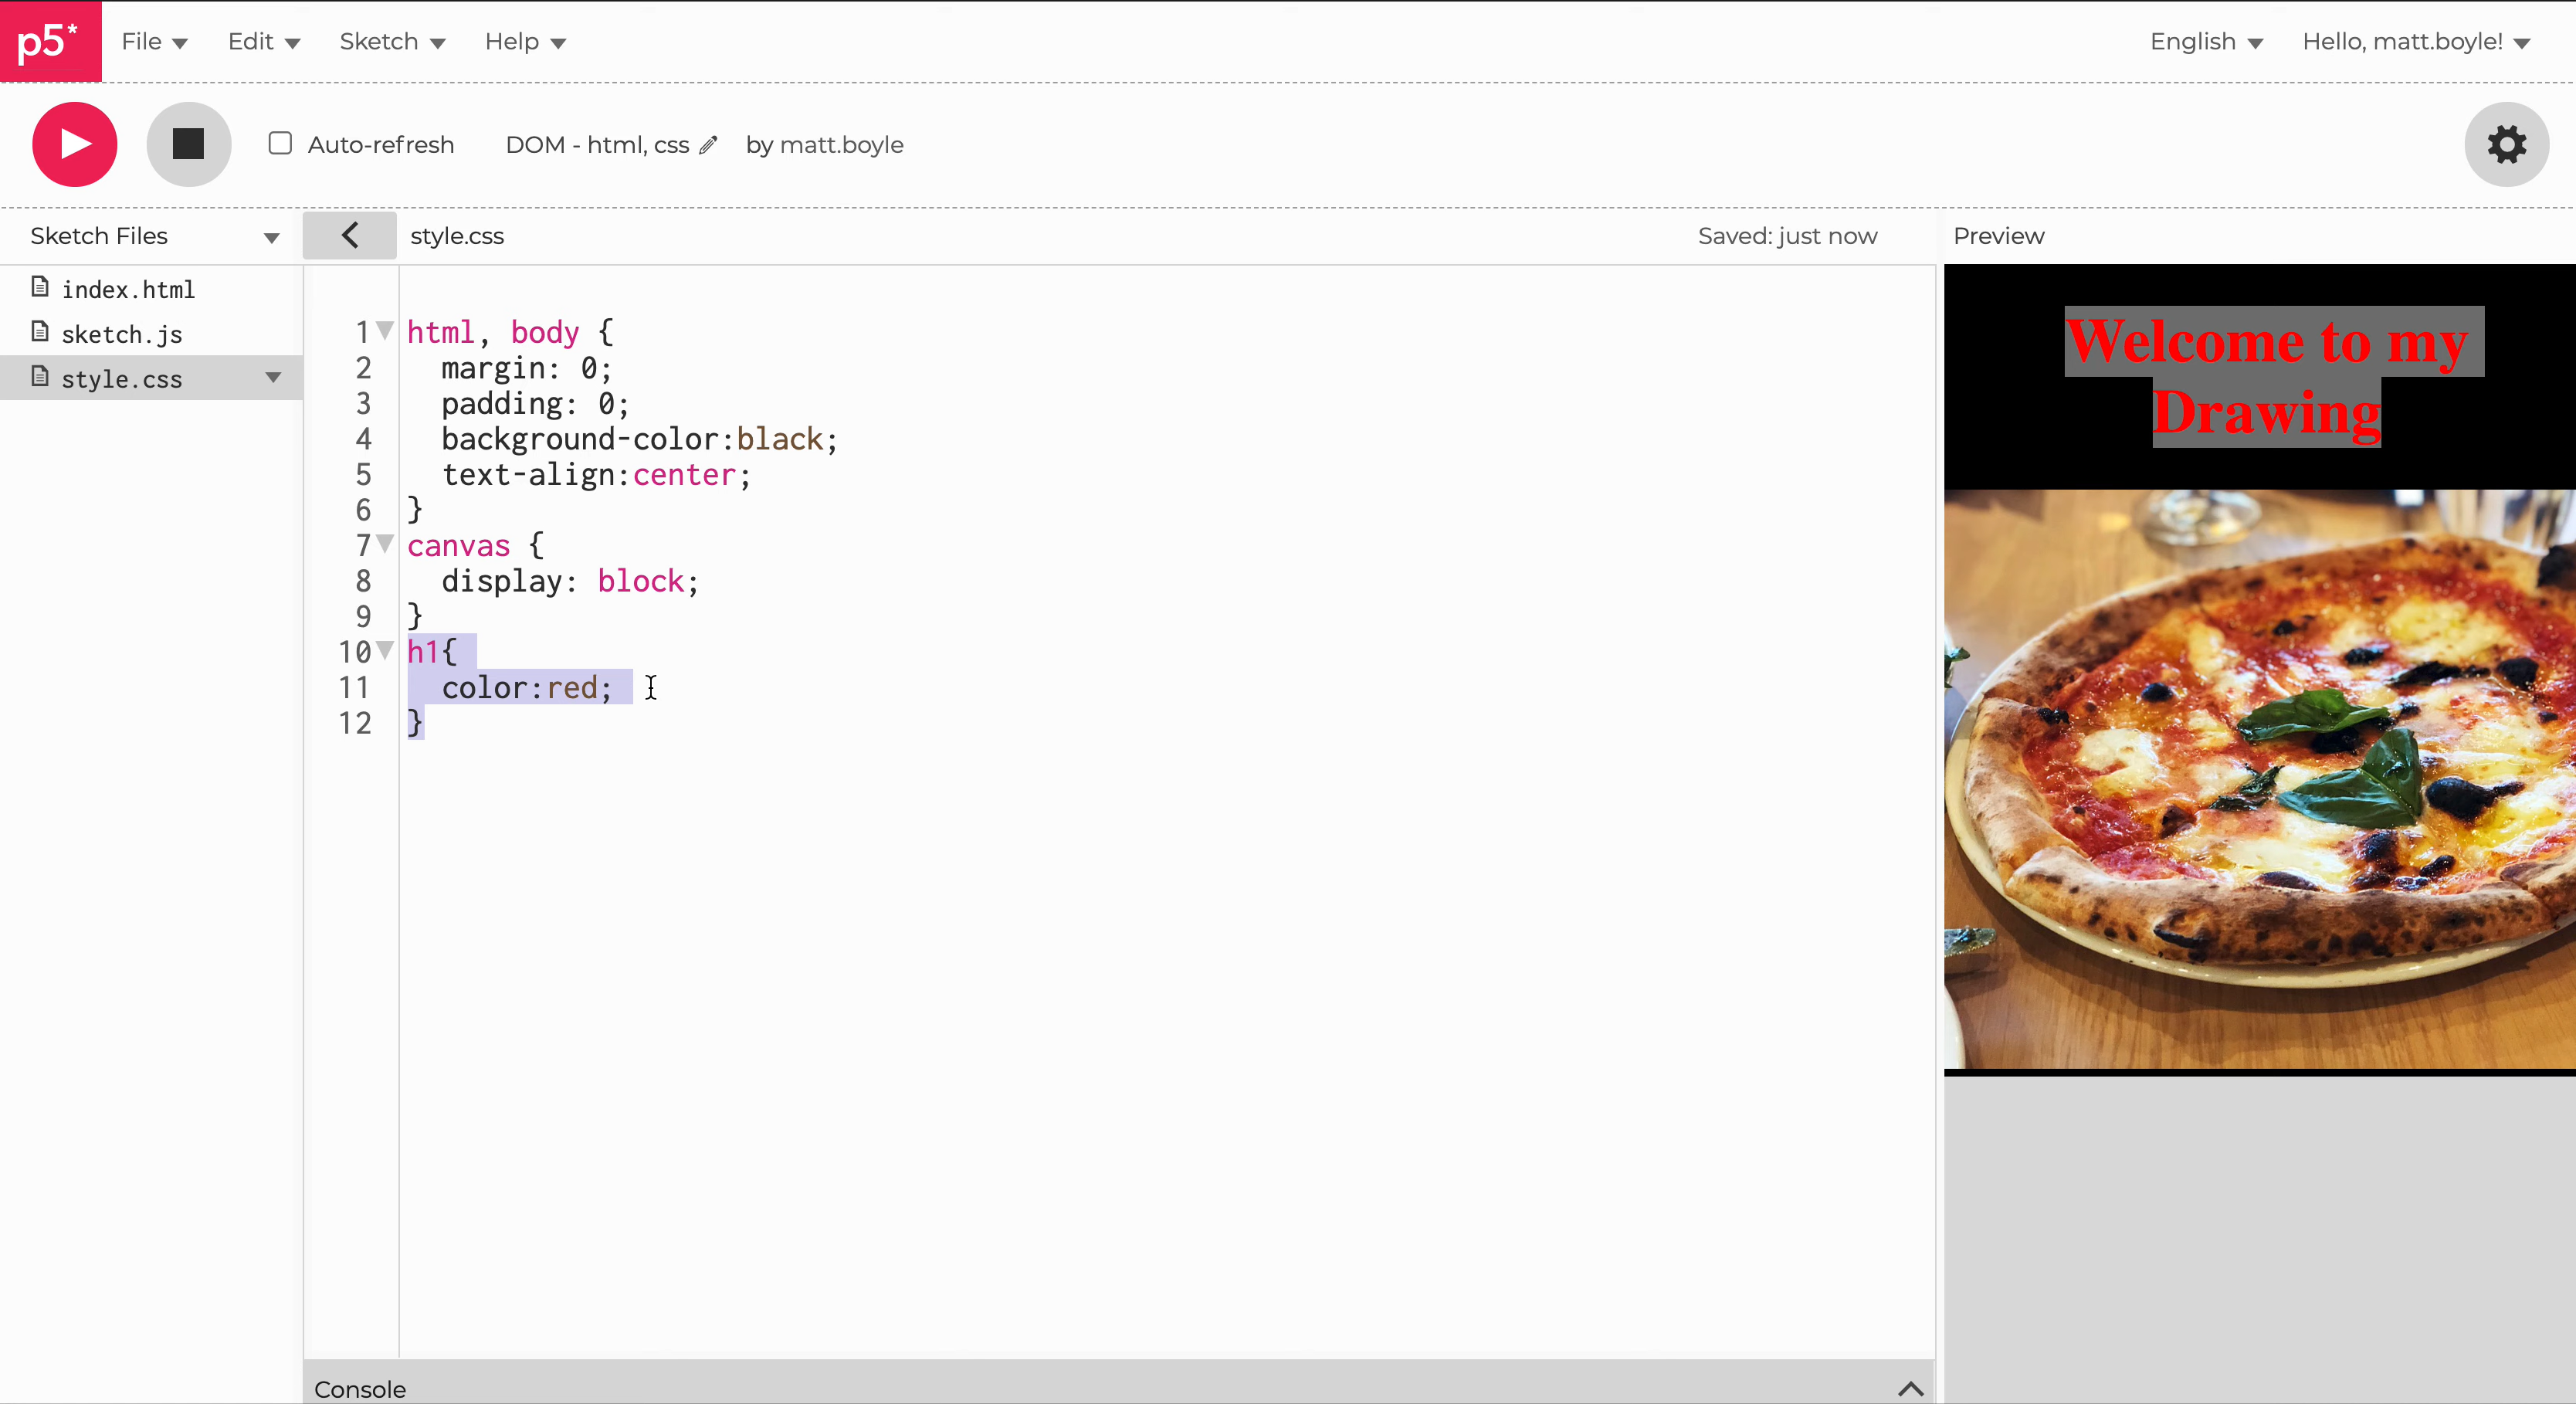 p5* File Edit Sketch Help English Hello, matt.boyle!
Auto-refresh DOM - html, css by matt.boyle
Sketch Files
index.html
sketch.js
style.css
style.css Saved: just now
1 html, body {
2   margin: 0;
3   padding: 0;
4   background-color:black;
5   text-align:center;
6 }
7 canvas {
8   display: block;
9 }
10 h1{
11   color:red;
12 }
Console
Preview
Welcome to my
Drawing